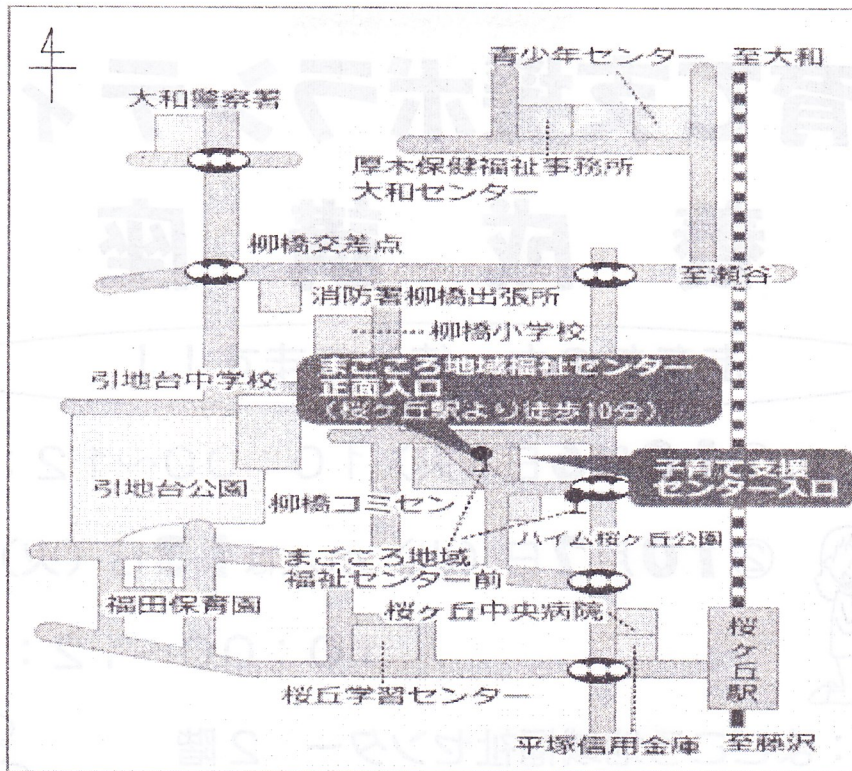 青少年センター
至大和
大和警察署
厚木保健福祉事務所
大和センター
柳橋交差点
至瀬谷
消防署柳橋出張所
柳橋小学校
まごころ地域福祉センター
正面入口
(桜ヶ丘駅より徒歩10分)
引地台中学校
子育て支援
センター入口
引地台公園
柳橋コミセン
ハイム桜ヶ丘公園
まごころ地域
福祉センター前
福田保育園
桜ヶ丘中央病院
桜ヶ丘駅
桜丘学習センター
平塚信用金庫
至藤沢